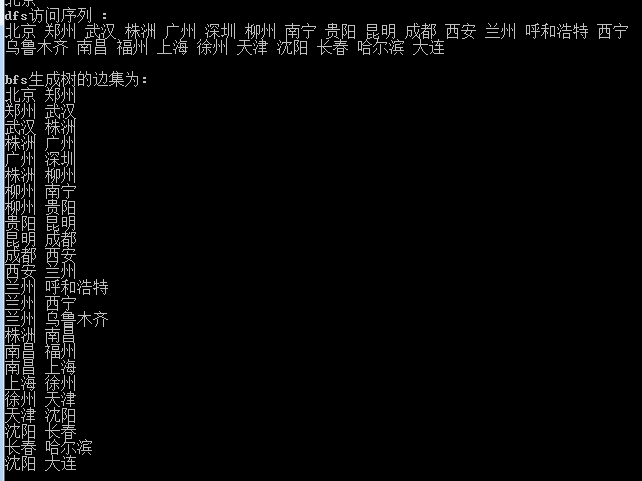 北京
dfs访问序列 :
北京 郑州 武汉 株洲 广州 深圳 柳州 南宁 贵阳 昆明 成都 西安 兰州 呼和浩特 西宁
乌鲁木齐 南昌 福州 上海 徐州 天津 沈阳 长春 哈尔滨 大连
bfs生成树的边集为:
北京 郑州
郑州 武汉
武汉 株洲
株洲 广州
广州 深圳
株洲 柳州
柳州 南宁
柳州 贵阳
贵阳 昆明
昆明 成都
成都 西安
西安 兰州
兰州 呼和浩特
兰州 西宁
兰州 乌鲁木齐
株洲 南昌
南昌 福州
南昌 上海
上海 徐州
徐州 天津
天津 沈阳
沈阳 长春
长春 哈尔滨
沈阳 大连